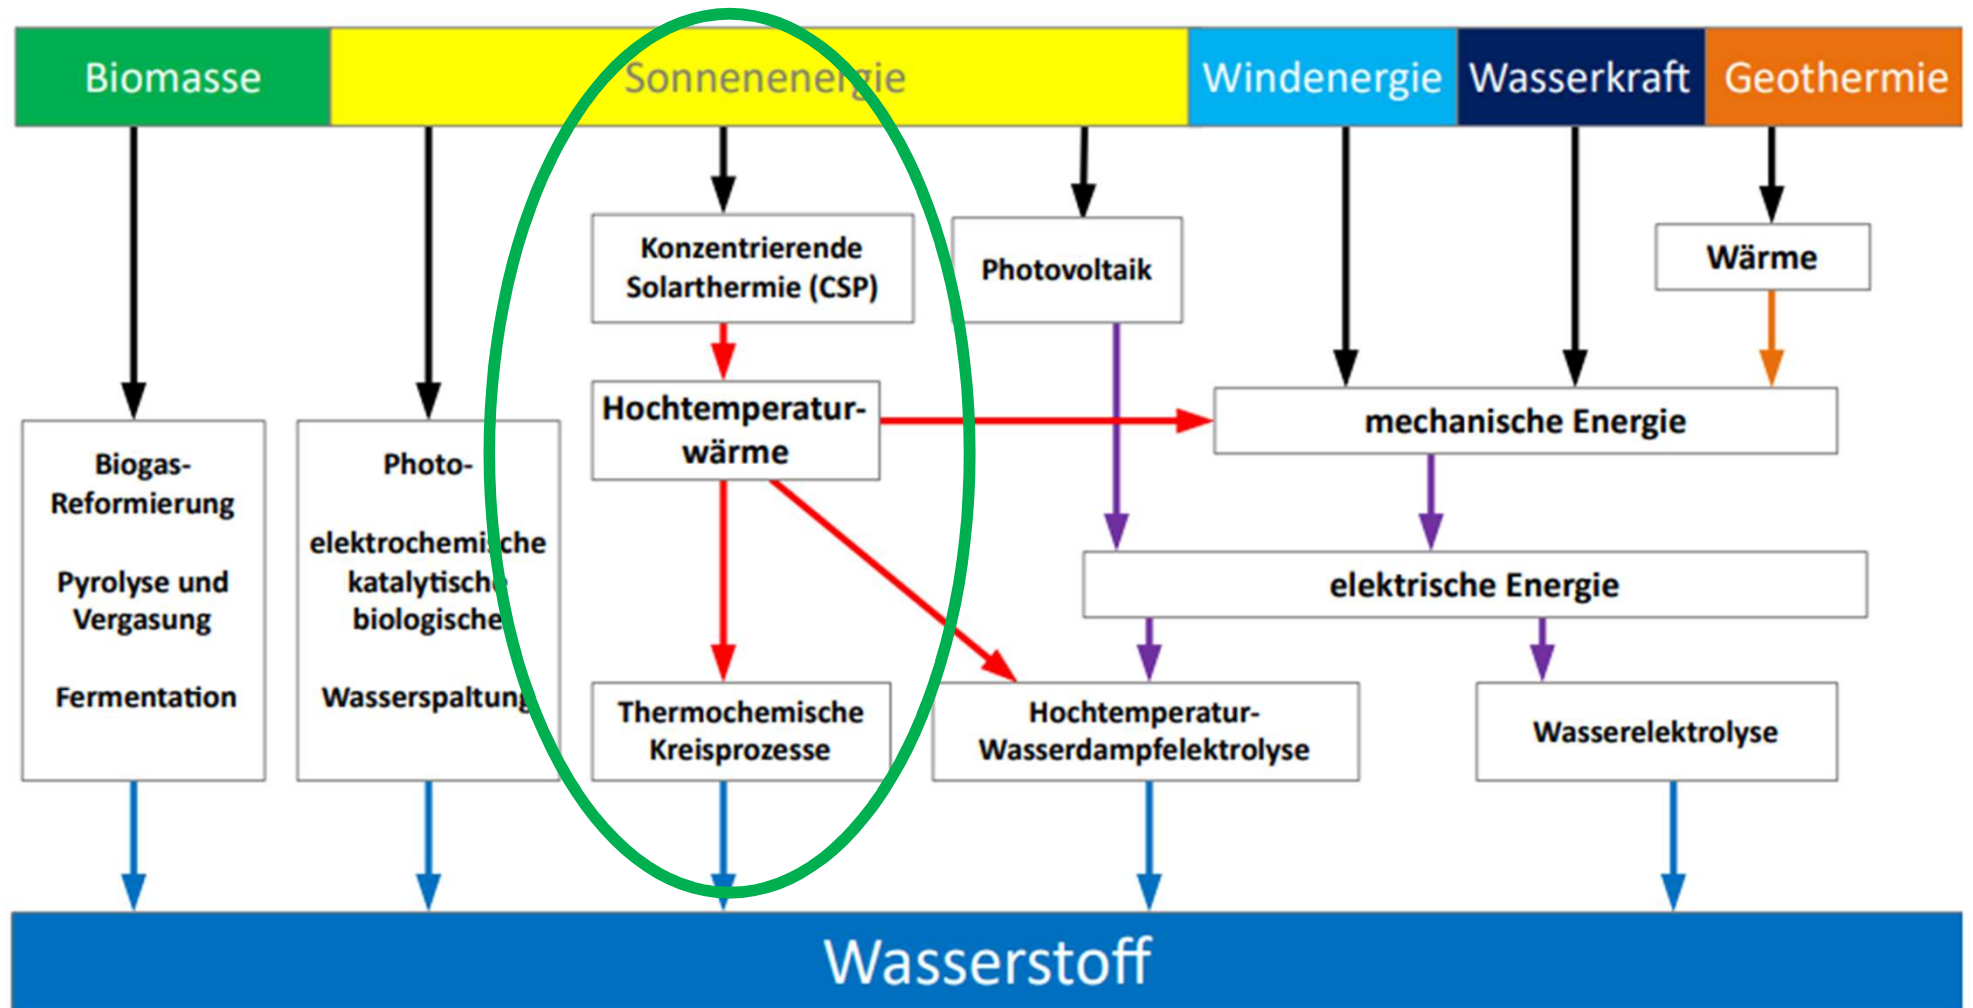 Biomasse
Sonnenenergie
Windenergie
Wasserkraft
Geothermie
Konzentrierende
Solarthermie (CSP)
Photovoltaik
Wärme
Hochtemperatur-
wärme
mechanische Energie
Biogas-
Reformierung
Pyrolyse und
Vergasung
Fermentation
Photo-
elektrochemische
katalytische
biologische
Wasserspaltung
elektrische Energie
Thermochemische
Kreisprozesse
Hochtemperatur-
Wasserdampfelektrolyse
Wasserelektrolyse
Wasserstoff